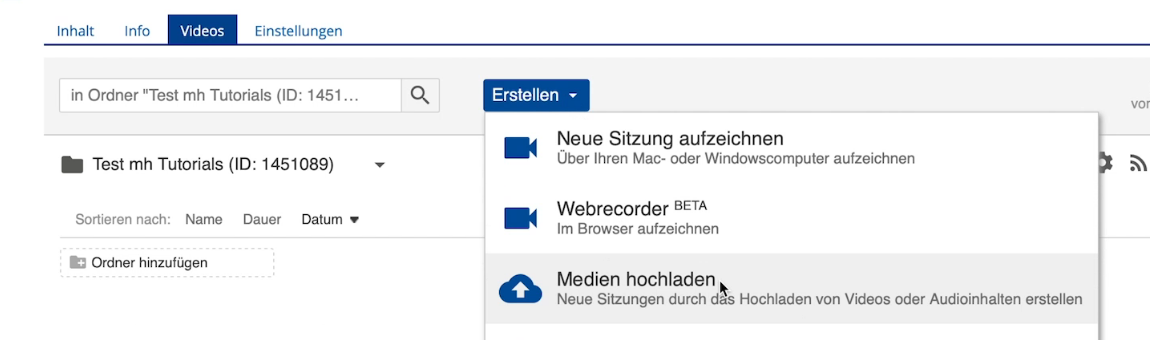 Inhalt Info Videos Einstellungen
in Ordner "Test mh Tutorials (ID: 1451…
Erstellen
Neue Sitzung aufzeichnen
Über Ihren Mac- oder Windowscomputer aufzeichnen
Test mh Tutorials (ID: 1451089)
Webrecorder BETA
Im Browser aufzeichnen
Sortieren nach: Name Dauer Datum
Ordner hinzufügen
Medien hochladen
Neue Sitzungen durch das Hochladen von Videos oder Audioinhalten erstellen